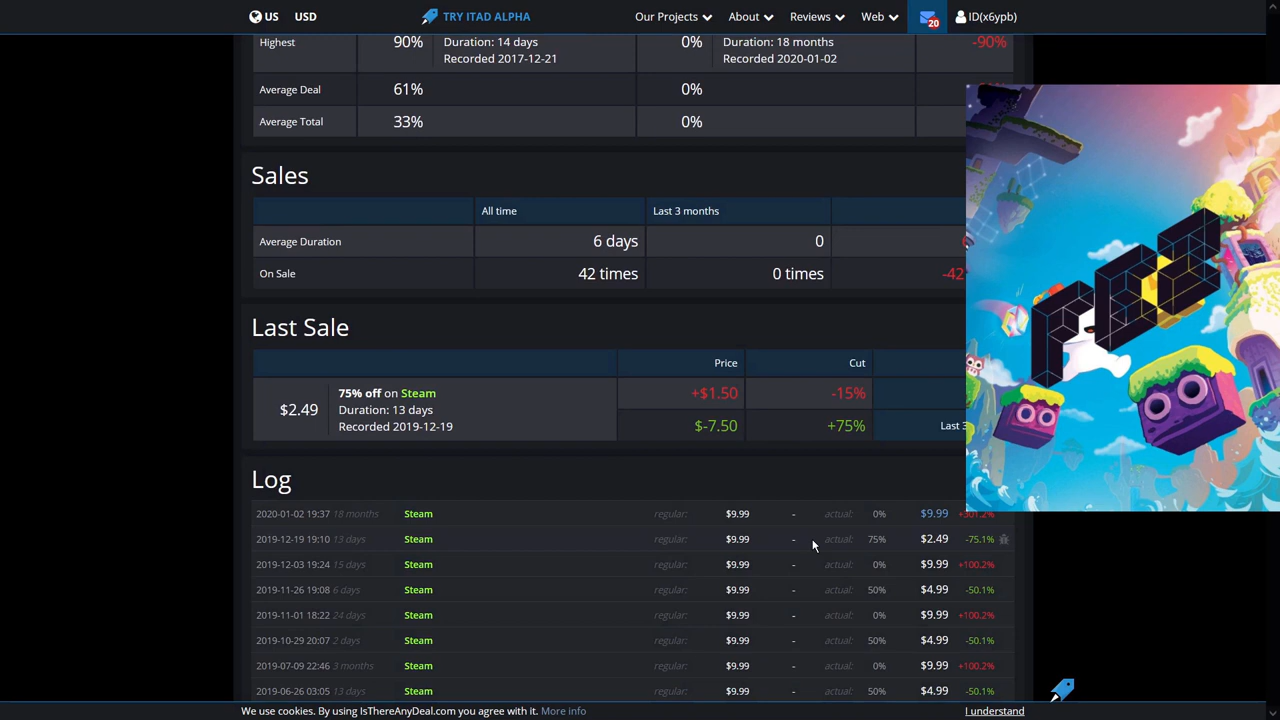 US USD TRY ITAD ALPHA Our Projects About Reviews Web 20 ID(x6ypb)
Highest 90% Duration: 14 days 0% Duration: 18 months -90%
Recorded 2017-12-21 Recorded 2020-01-02
Average Deal 61% 0%
Average Total 33% 0%
Sales
All time Last 3 months
Average Duration 6 days 0
On Sale 42 times 0 times -42
Last Sale
Price Cut
$2.49 75% off on Steam +$1.50 -15%
Duration: 13 days
Recorded 2019-12-19 $-7.50 +75% Last 3
Log
2020-01-02 19:37 18 months Steam regular: $9.99 - actual: 0% $9.99
2019-12-19 19:10 13 days Steam regular: $9.99 - actual: 75% $2.49 -75.1%
2019-12-03 19:24 15 days Steam regular: $9.99 - actual: 0% $9.99 +100.2%
2019-11-26 19:08 6 days Steam regular: $9.99 - actual: 50% $4.99 -50.1%
2019-11-01 18:22 24 days Steam regular: $9.99 - actual: 0% $9.99 +100.2%
2019-10-29 20:07 2 days Steam regular: $9.99 - actual: 50% $4.99 -50.1%
2019-07-09 22:46 3 months Steam regular: $9.99 - actual: 0% $9.99 +100.2%
2019-06-26 03:05 13 days Steam regular: $9.99 - actual: 50% $4.99 -50.1%
We use cookies. By using IsThereAnyDeal.com you agree with it. More info I understand